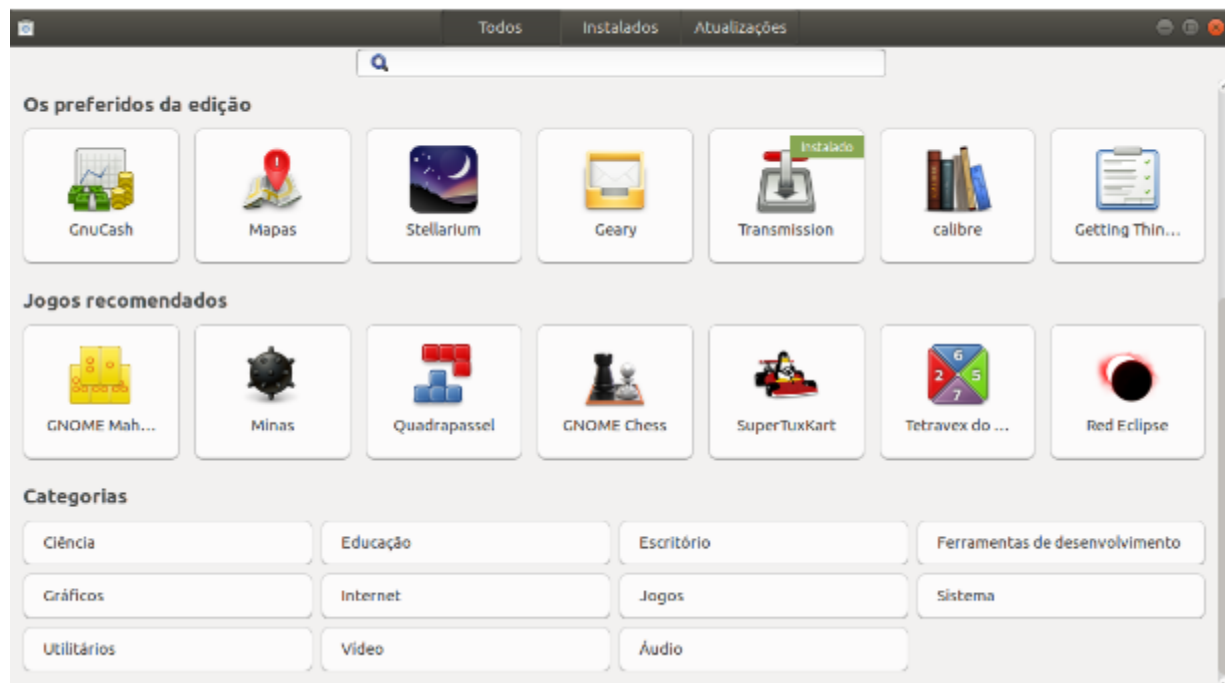 Todos Instalados Atualizações
Os preferidos da edição
Instalado
GnuCash Mapas Stellarium Geary Transmission calibre Getting Thin...
Jogos recomendados
6
2 5
7
GNOME Mah... Minas Quadrapassel GNOME Chess SuperTuxKart Tetravex do ... Red Eclipse
Categorias
Ciência Educação Escritório Ferramentas de desenvolvimento
Gráficos Internet Jogos Sistema
Utilitários Vídeo Áudio